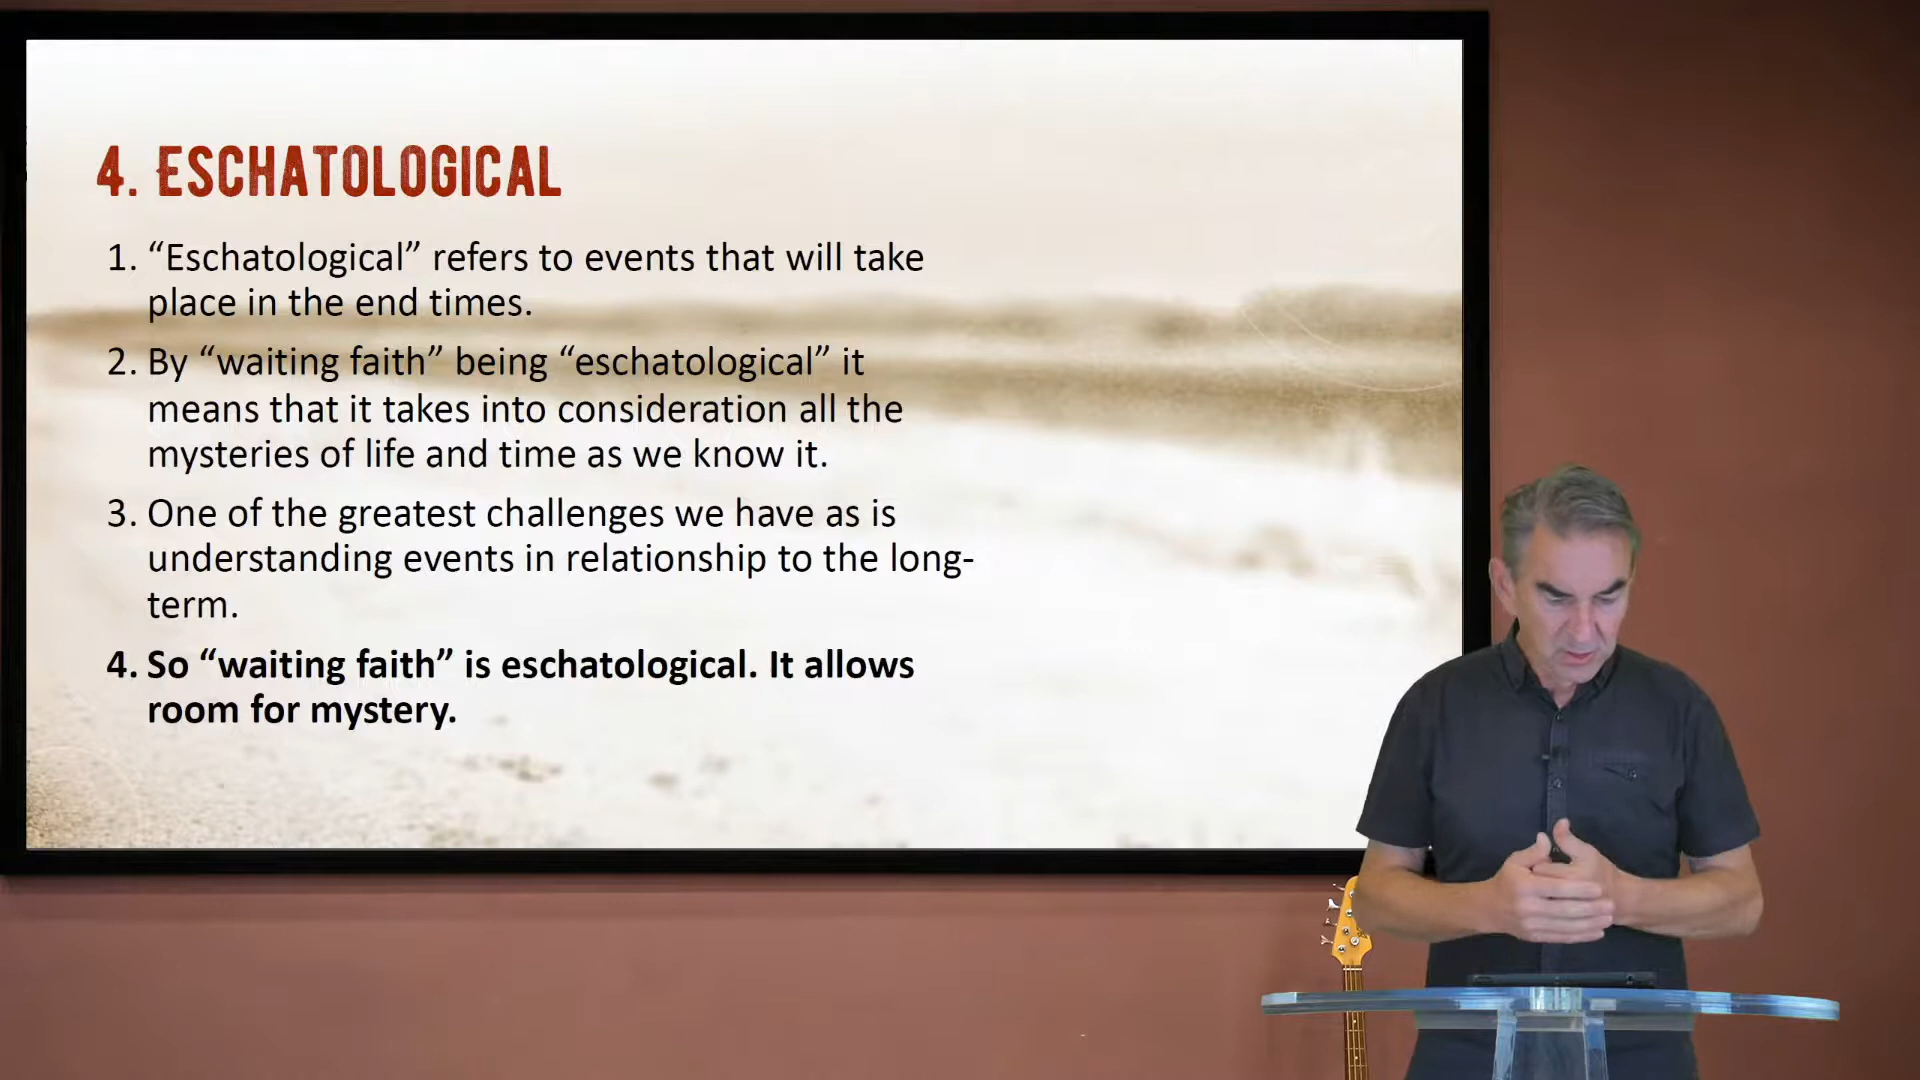 4. ESCHATOLOGICAL
1. “Eschatological” refers to events that will take
place in the end times.
2. By “waiting faith” being “eschatological” it
means that it takes into consideration all the
mysteries of life and time as we know it.
3. One of the greatest challenges we have as is
understanding events in relationship to the long-
term.
4. So “waiting faith” is eschatological. It allows
room for mystery.